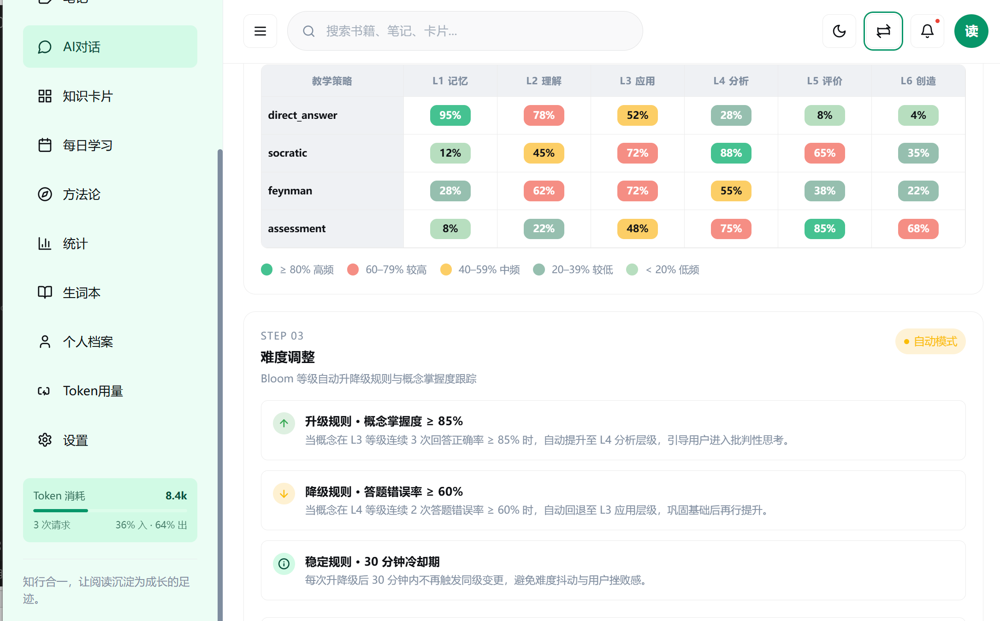 笔记
AI对话
知识卡片
每日学习
方法论
统计
生词本
个人档案
Token用量
设置
Token 消耗 8.4k
3 次请求 36% 入 · 64% 出
知行合一，让阅读沉淀为成长的足
迹。
搜索书籍、笔记、卡片...
读
教学策略 L1 记忆 L2 理解 L3 应用 L4 分析 L5 评价 L6 创造
direct_answer 95% 78% 52% 28% 8% 4%
socratic 12% 45% 72% 88% 65% 35%
feynman 28% 62% 72% 55% 38% 22%
assessment 8% 22% 48% 75% 85% 68%
≥ 80% 高频 60–79% 较高 40–59% 中频 20–39% 较低 < 20% 低频
STEP 03
自动模式
难度调整
Bloom 等级自动升降级规则与概念掌握度跟踪
升级规则 • 概念掌握度 ≥ 85%
当概念在 L3 等级连续 3 次回答正确率 ≥ 85% 时，自动提升至 L4 分析层级，引导用户进入批判性思考。
降级规则 • 答题错误率 ≥ 60%
当概念在 L4 等级连续 2 次答题错误率 ≥ 60% 时，自动回退至 L3 应用层级，巩固基础后再行提升。
稳定规则 • 30 分钟冷却期
每次升降级后 30 分钟内不再触发同级变更，避免难度抖动与用户挫败感。